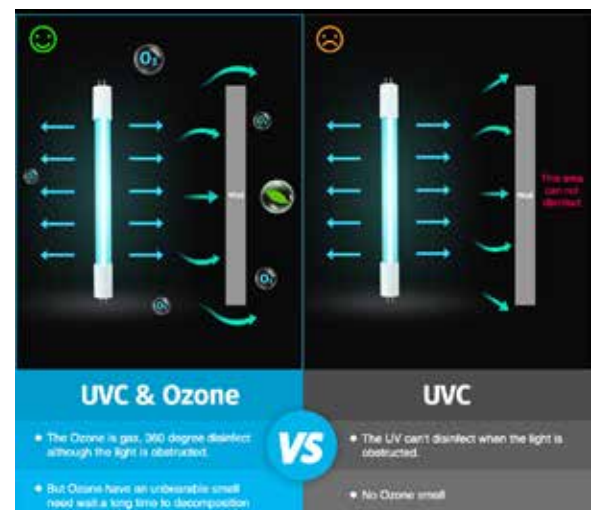 O₃
This area
can not
disinfect
UVC & Ozone
UVC
VS
The Ozone is gas, 360 degree disinfect
although the light is obstructed.
The UV can't disinfect when the light is
obstructed.
But Ozone have an unbearable smell
need wait a long time to decomposition
No Ozone smell